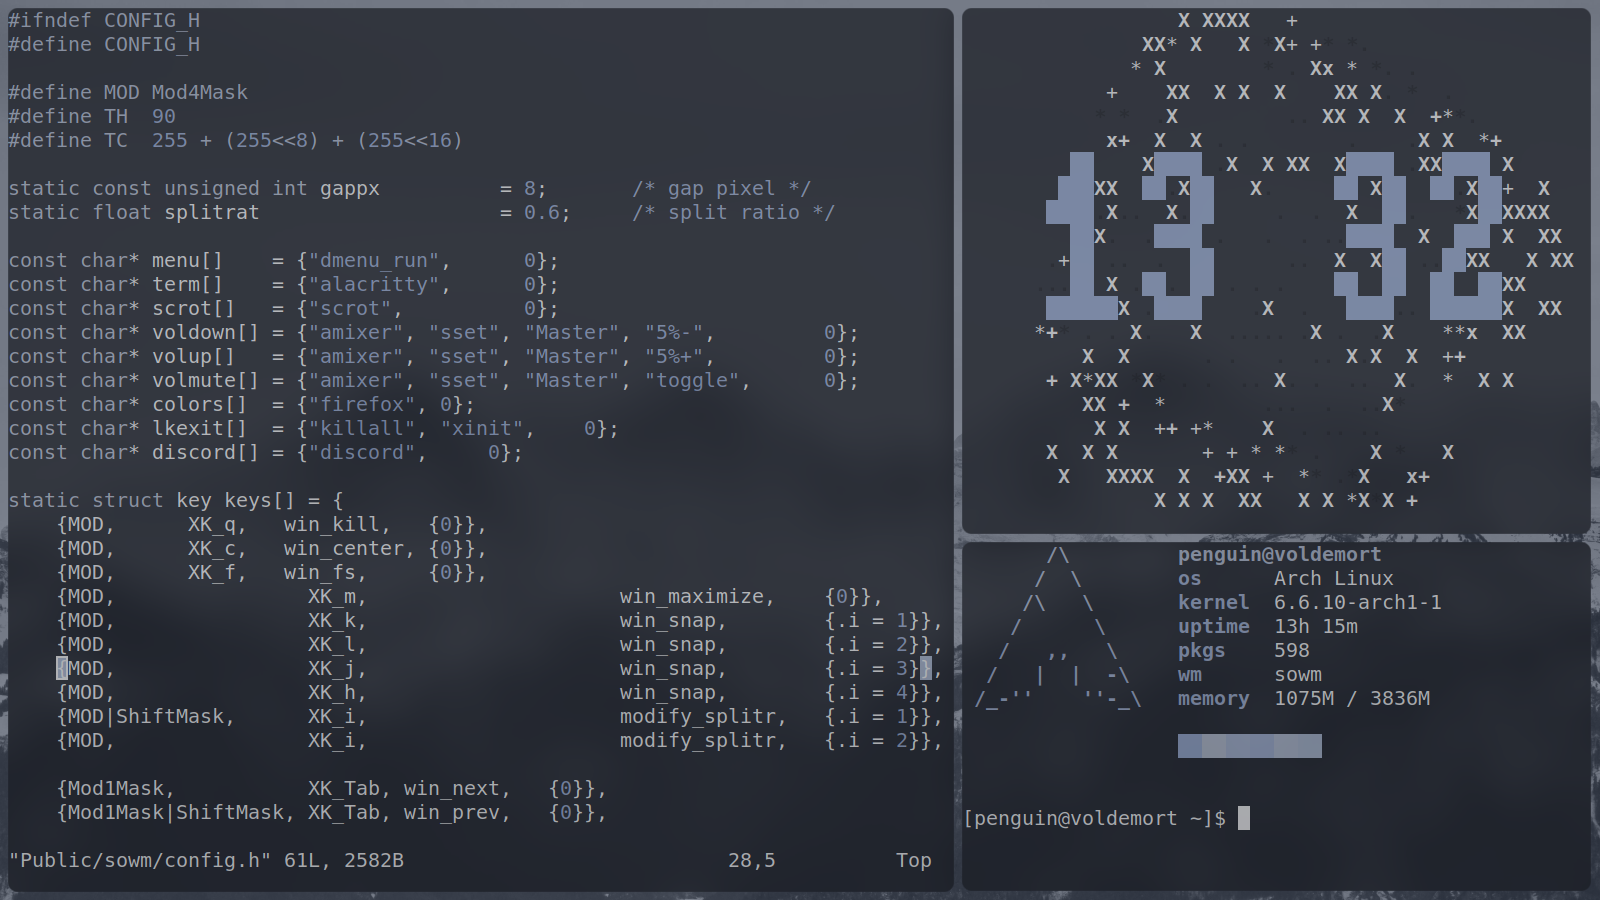 #ifndef CONFIG_H
#define CONFIG_H
#define MOD Mod4Mask
#define TH  90
#define TC  255 + (255<<8) + (255<<16)
static const unsigned int gappx          = 8;       /* gap pixel */
static float splitrat                    = 0.6;     /* split ratio */
const char* menu[]    = {"dmenu_run",      0};
const char* term[]    = {"alacritty",      0};
const char* scrot[]   = {"scrot",          0};
const char* voldown[] = {"amixer", "sset", "Master", "5%-",          0};
const char* volup[]   = {"amixer", "sset", "Master", "5%+",          0};
const char* volmute[] = {"amixer", "sset", "Master", "toggle",      0};
const char* colors[]  = {"firefox", 0};
const char* lkexit[]  = {"killall", "xinit",    0};
const char* discord[] = {"discord",     0};
static struct key keys[] = {
    {MOD,      XK_q,   win_kill,   {0}},
    {MOD,      XK_c,   win_center, {0}},
    {MOD,      XK_f,   win_fs,     {0}},
    {MOD,                XK_m,                     win_maximize,    {0}},
    {MOD,                XK_k,                     win_snap,        {.i = 1}},
    {MOD,                XK_l,                     win_snap,        {.i = 2}},
    {MOD,                XK_j,                     win_snap,        {.i = 3}},
    {MOD,                XK_h,                     win_snap,        {.i = 4}},
    {MOD|ShiftMask,      XK_i,                     modify_splitr,   {.i = 1}},
    {MOD,                XK_i,                     modify_splitr,   {.i = 2}},
    {Mod1Mask,           XK_Tab, win_next,   {0}},
    {Mod1Mask|ShiftMask, XK_Tab, win_prev,   {0}},
"Public/sowm/config.h" 61L, 2582B                           28,5          Top
penguin@voldemort
os      Arch Linux
kernel  6.6.10-arch1-1
uptime  13h 15m
pkgs    598
wm      sowm
memory  1075M / 3836M
[penguin@voldemort ~]$